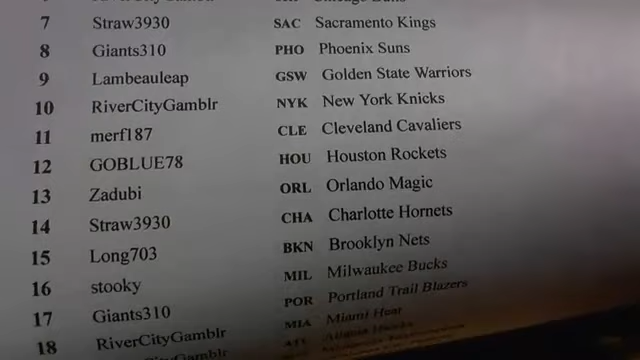 7 Straw3930 SAC Sacramento Kings
8 Giants310 PHO Phoenix Suns
9 Lambeauleap GSW Golden State Warriors
10 RiverCityGamblr NYK New York Knicks
11 merf187 CLE Cleveland Cavaliers
12 GOBLUE78 HOU Houston Rockets
13 Zadubi ORL Orlando Magic
14 Straw3930 CHA Charlotte Hornets
15 Long703 BKN Brooklyn Nets
16 stooky MIL Milwaukee Bucks
17 Giants310 POR Portland Trail Blazers
18 RiverCityGamblr MIA Miami Heat